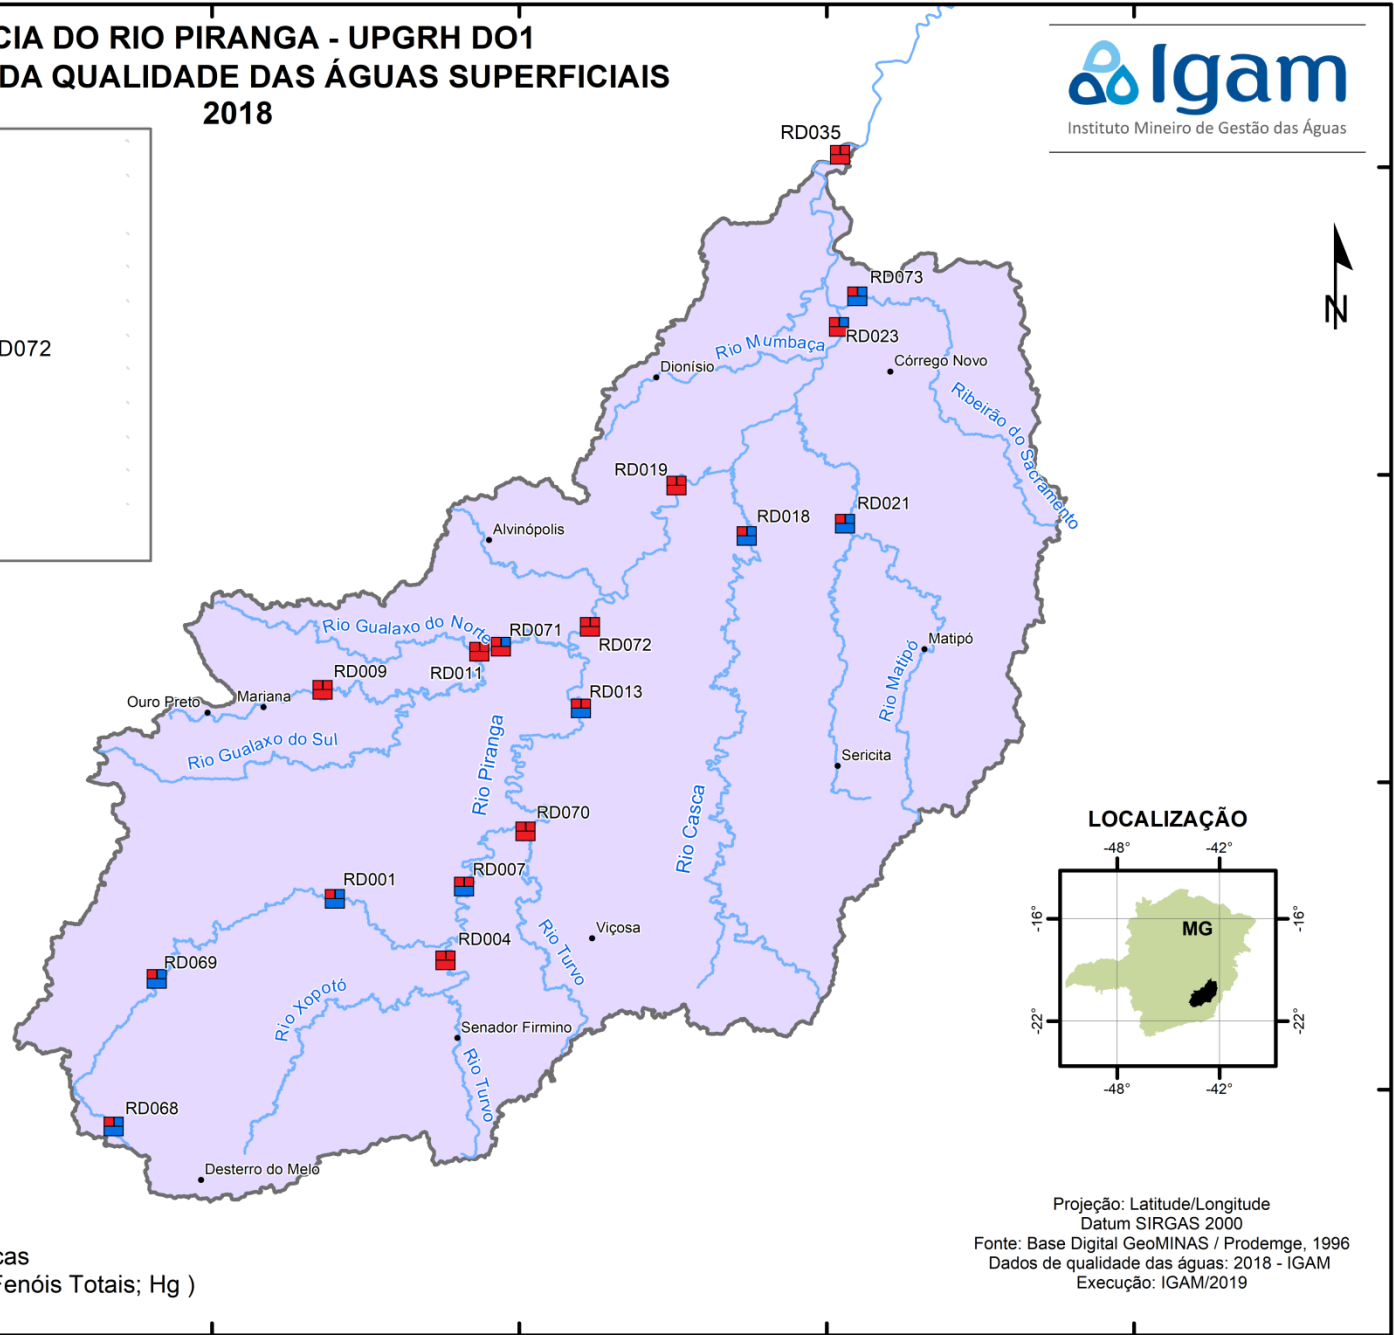 CIA DO RIO PIRANGA - UPGRH DO1
DA QUALIDADE DAS ÁGUAS SUPERFICIAIS
2018
Igam
Instituto Mineiro de Gestão das Águas
RD035
N
RD073
RD023
Rio Mumbaça
Dionísio
Córrego Novo
D072
Ribeirão do Sacramento
RD019
RD018
RD021
Alvinópolis
Rio Gualaxo do Norte
RD071
RD072
RD011
Matipó
RD009
Rio Matipó
Ouro Preto
Mariana
RD013
Rio Gualaxo do Sul
Rio Piranga
Sericita
Rio Casca
RD070
RD007
RD001
RD004
Viçosa
Rio Turvo
RD069
Rio Xopotó
Senador Firmino
Rio Turvo
RD068
Desterro do Melo
LOCALIZAÇÃO
-48° -42°
-16° MG -16°
-22° -22°
-48° -42°
Projeção: Latitude/Longitude
Datum SIRGAS 2000
Fonte: Base Digital GeoMINAS / Prodemge, 1996
Dados de qualidade das águas: 2018 - IGAM
Execução: IGAM/2019
cas
Fenóis Totais; Hg )